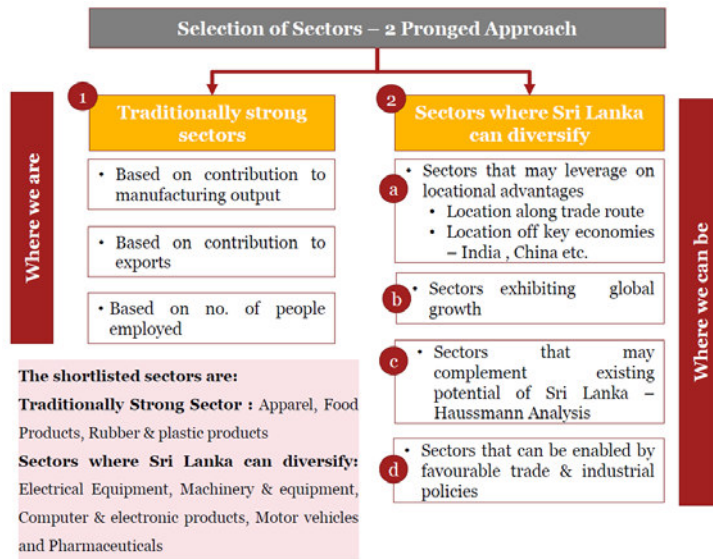 Selection of Sectors – 2 Pronged Approach
Where we are
1
Traditionally strong
sectors
• Based on contribution to
manufacturing output
• Based on contribution to
exports
• Based on no. of people
employed
The shortlisted sectors are:
Traditionally Strong Sector : Apparel, Food
Products, Rubber & plastic products
Sectors where Sri Lanka can diversify:
Electrical Equipment, Machinery & equipment,
Computer & electronic products, Motor vehicles
and Pharmaceuticals
2
Sectors where Sri Lanka
can diversify
a
• Sectors that may leverage on
locational advantages
• Location along trade route
• Location off key economies
– India , China etc.
b
• Sectors exhibiting global
growth
c
• Sectors that may
complement existing
potential of Sri Lanka –
Haussmann Analysis
d
• Sectors that can be enabled by
favourable trade & industrial
policies
Where we can be